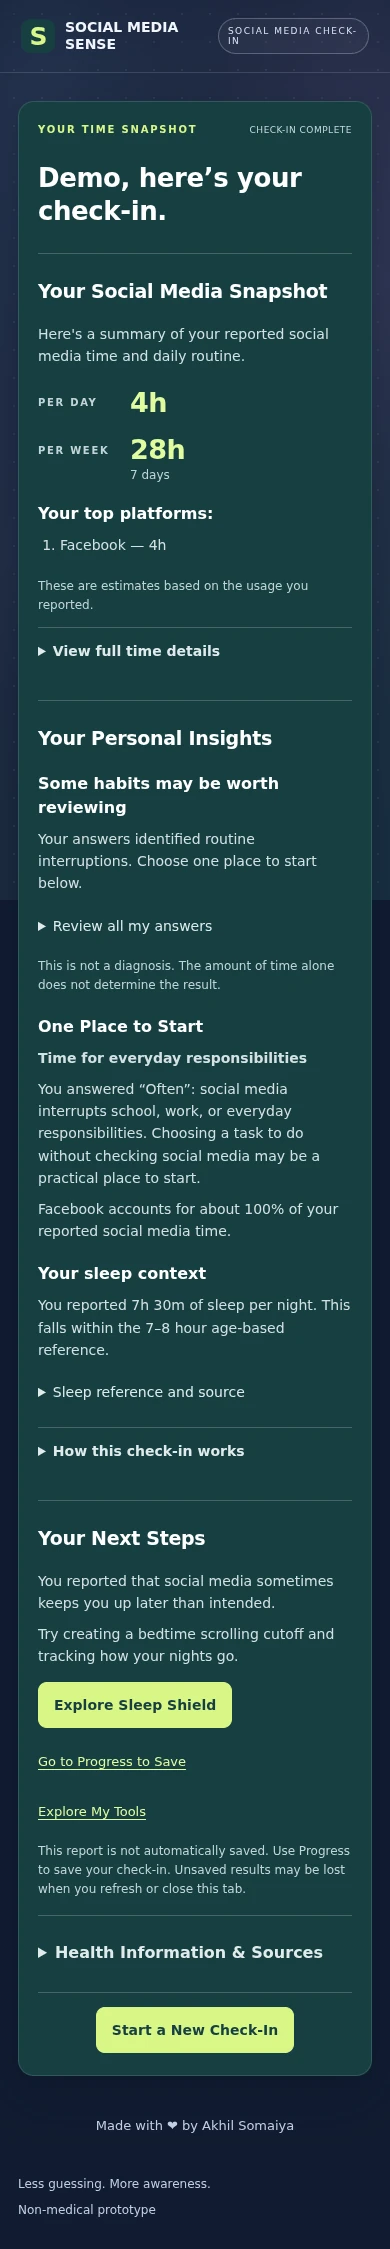 S
SOCIAL MEDIA
SENSE
SOCIAL MEDIA CHECK-
IN
YOUR TIME SNAPSHOT
CHECK-IN COMPLETE
Demo, here’s your
check-in.
Your Social Media Snapshot
Here's a summary of your reported social
media time and daily routine.
PER DAY 4h
PER WEEK 28h
7 days
Your top platforms:
1. Facebook — 4h
These are estimates based on the usage you
reported.
▶ View full time details
Your Personal Insights
Some habits may be worth
reviewing
Your answers identified routine
interruptions. Choose one place to start
below.
▶ Review all my answers
This is not a diagnosis. The amount of time alone
does not determine the result.
One Place to Start
Time for everyday responsibilities
You answered “Often”: social media
interrupts school, work, or everyday
responsibilities. Choosing a task to do
without checking social media may be a
practical place to start.
Facebook accounts for about 100% of your
reported social media time.
Your sleep context
You reported 7h 30m of sleep per night. This
falls within the 7–8 hour age-based
reference.
▶ Sleep reference and source
▶ How this check-in works
Your Next Steps
You reported that social media sometimes
keeps you up later than intended.
Try creating a bedtime scrolling cutoff and
tracking how your nights go.
Explore Sleep Shield
Go to Progress to Save
Explore My Tools
This report is not automatically saved. Use Progress
to save your check-in. Unsaved results may be lost
when you refresh or close this tab.
▶ Health Information & Sources
Start a New Check-In
Made with ❤ by Akhil Somaiya
Less guessing. More awareness.
Non-medical prototype